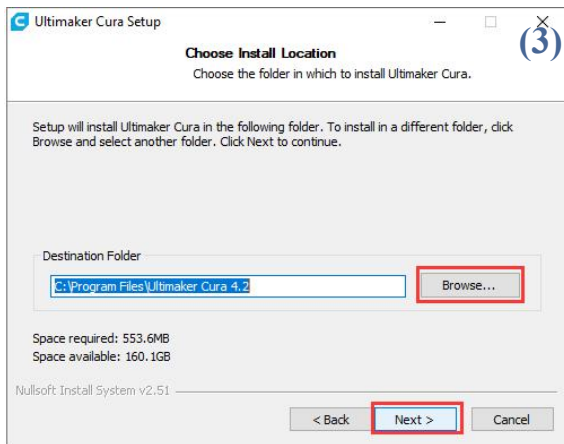 Ultimaker Cura Setup
(3)
Choose Install Location
Choose the folder in which to install Ultimaker Cura.
Setup will install Ultimaker Cura in the following folder. To install in a different folder, click
Browse and select another folder. Click Next to continue.
Destination Folder
C:\Program Files\Ultimaker Cura 4.2
Browse...
Space required: 553.6MB
Space available: 160.1GB
Nullsoft Install System v2.51
< Back Next > Cancel